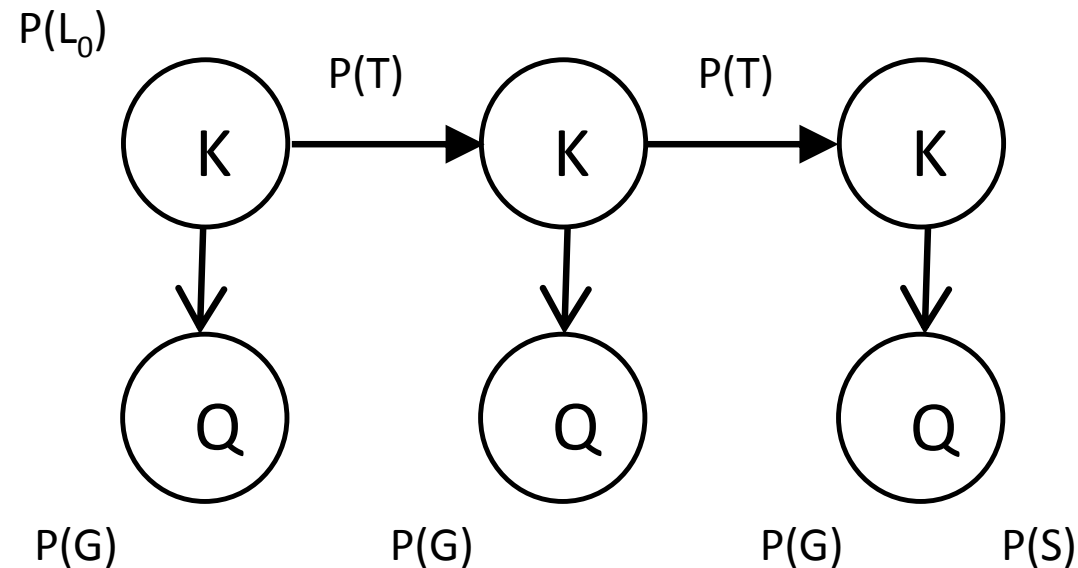 P(L₀)
P(T) P(T)
K K K
Q Q Q
P(G) P(G) P(G) P(S)